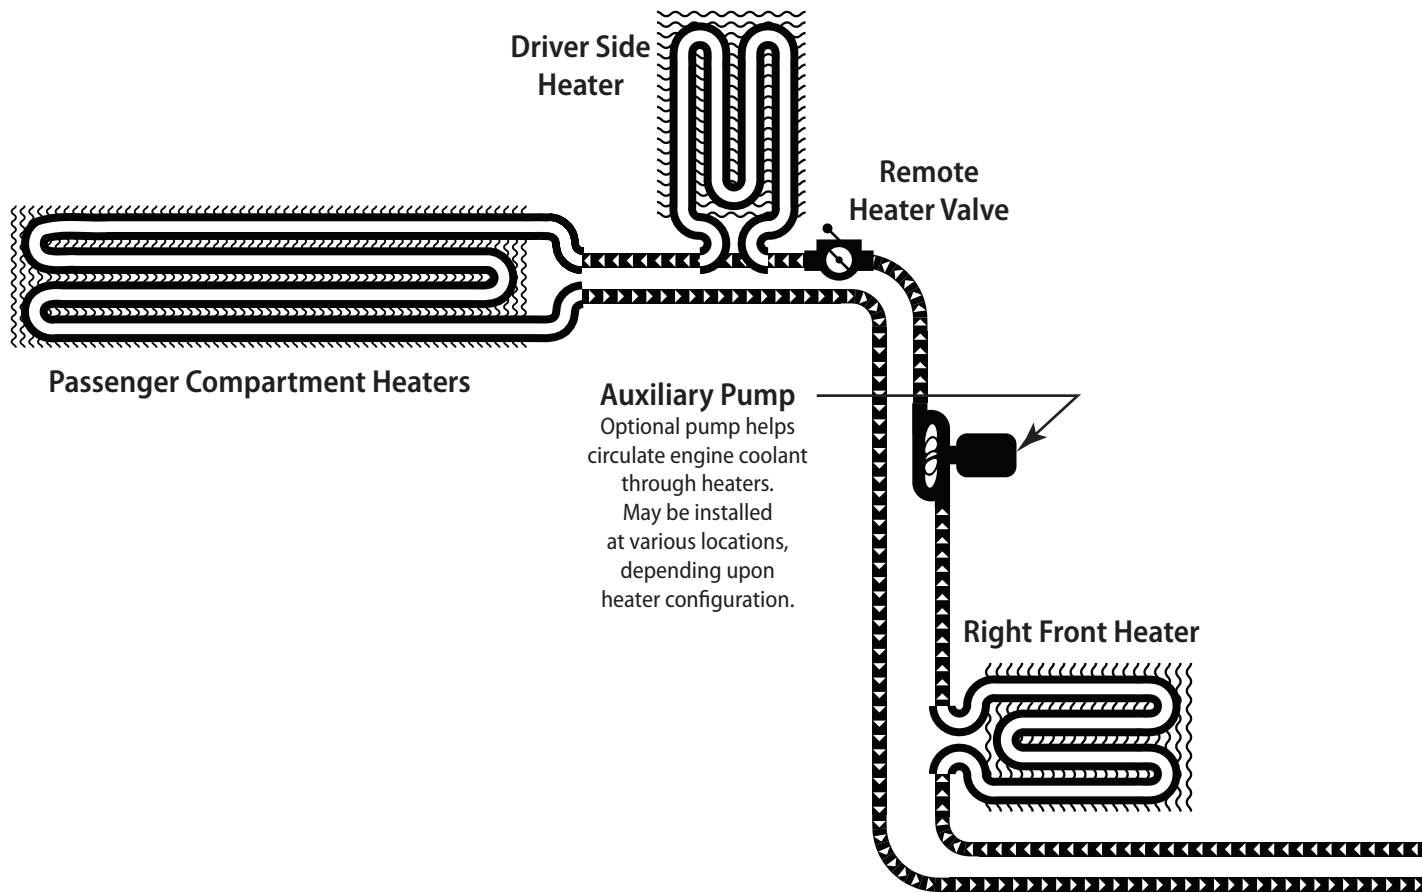 Driver Side
Heater
Remote
Heater Valve
Passenger Compartment Heaters
Auxiliary Pump
Optional pump helps
circulate engine coolant
through heaters.
May be installed
at various locations,
depending upon
heater configuration.
Right Front Heater